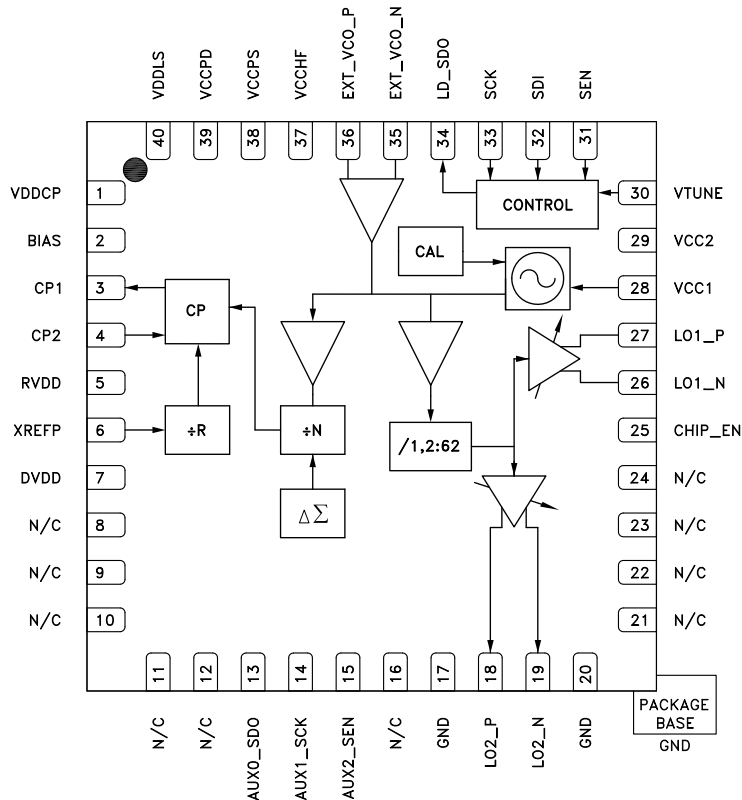 VDDLS
VCCPD
VCCPS
VCCHF
EXT_VCO_P
EXT_VCO_N
LD_SDO
SCK
SDI
SEN
40
39
38
37
36
35
34
33
32
31
VDDCP 1
BIAS 2
CP1 3
CP2 4
RVDD 5
XREFP 6
DVDD 7
N/C 8
N/C 9
N/C 10
CONTROL
CAL
CP
÷R
÷N
/1,2:62
ΔΣ
30 VTUNE
29 VCC2
28 VCC1
27 LO1_P
26 LO1_N
25 CHIP_EN
24 N/C
23 N/C
22 N/C
21 N/C
11
12
13
14
15
16
17
18
19
20
N/C
N/C
AUX0_SDO
AUX1_SCK
AUX2_SEN
N/C
GND
LO2_P
LO2_N
GND
PACKAGE
BASE
GND